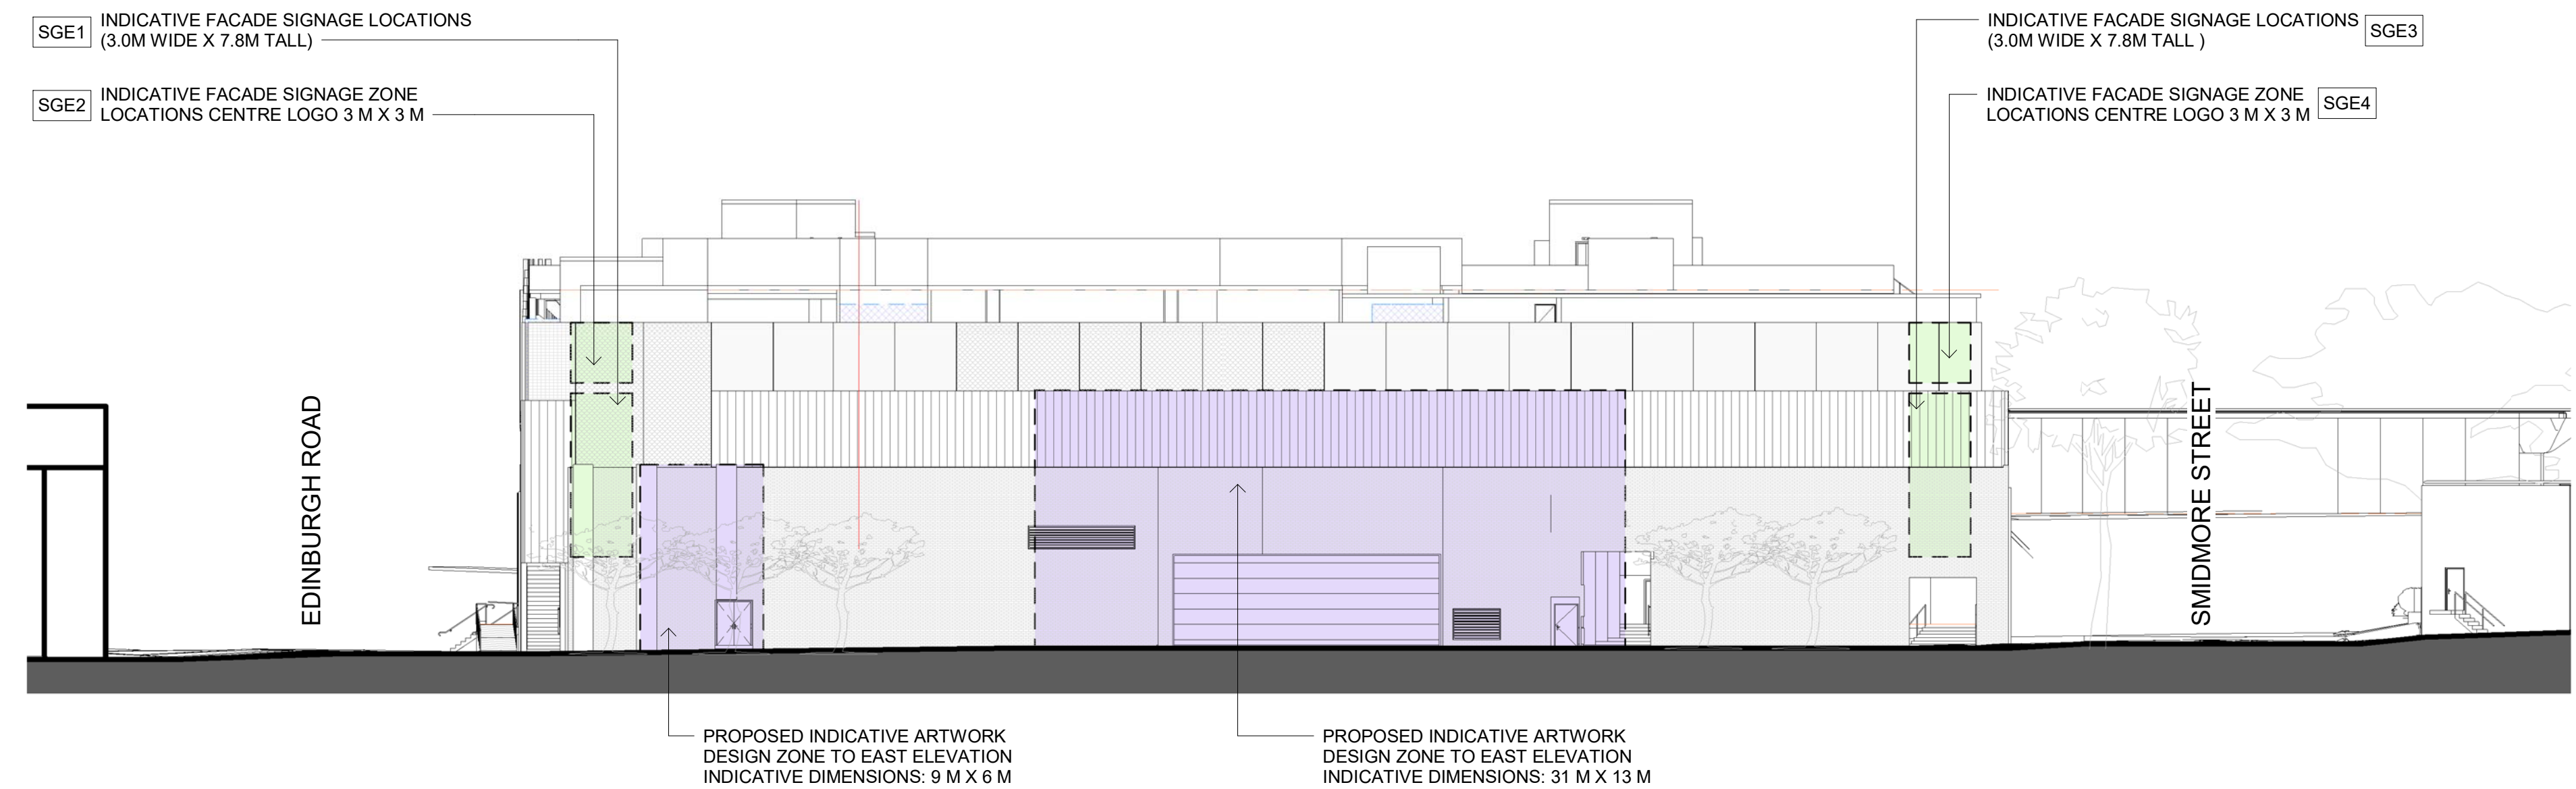 SGE1
INDICATIVE FACADE SIGNAGE LOCATIONS
(3.0M WIDE X 7.8M TALL)
SGE2
INDICATIVE FACADE SIGNAGE ZONE
LOCATIONS CENTRE LOGO 3 M X 3 M
INDICATIVE FACADE SIGNAGE LOCATIONS
(3.0M WIDE X 7.8M TALL )
SGE3
INDICATIVE FACADE SIGNAGE ZONE
LOCATIONS CENTRE LOGO 3 M X 3 M
SGE4
EDINBURGH ROAD
SMIDMORE STREET
PROPOSED INDICATIVE ARTWORK
DESIGN ZONE TO EAST ELEVATION
INDICATIVE DIMENSIONS: 9 M X 6 M
PROPOSED INDICATIVE ARTWORK
DESIGN ZONE TO EAST ELEVATION
INDICATIVE DIMENSIONS: 31 M X 13 M